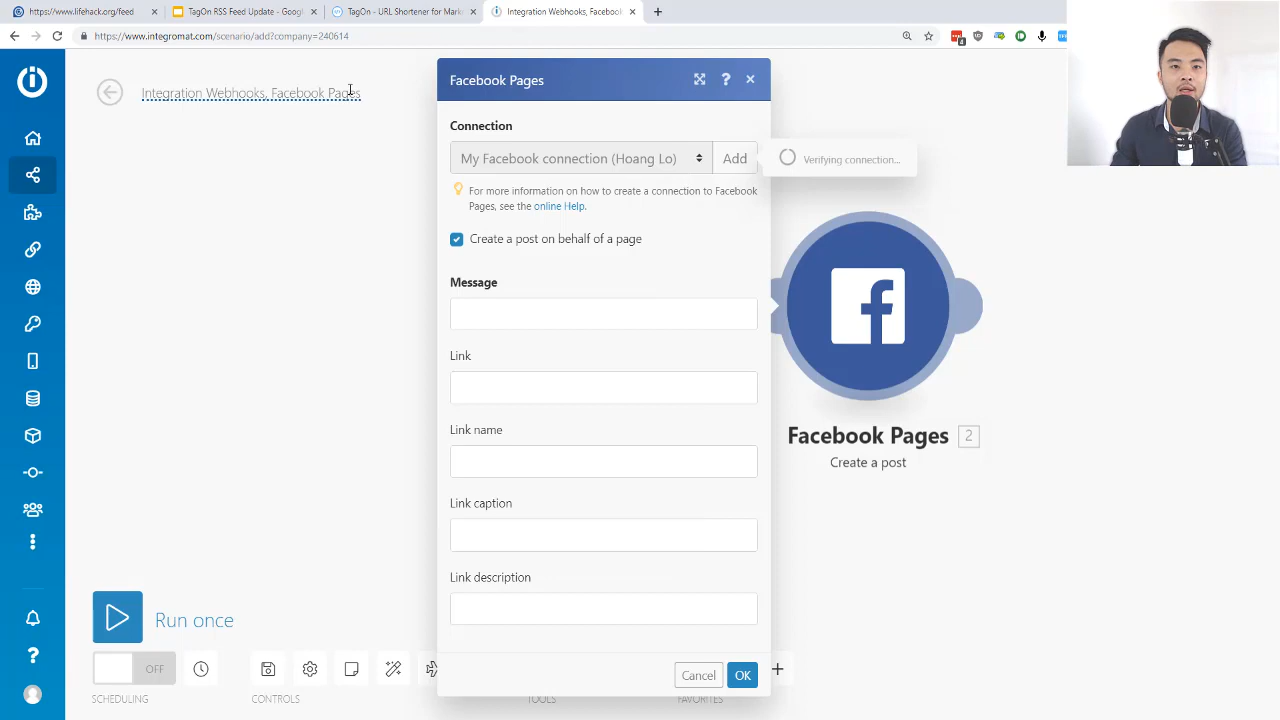 https://www.lifehack.org/feed
TagOn RSS Feed Update - Googl
TagOn - URL Shortener for Mark
Integration Webhooks, Facebook
https://www.integromat.com/scenario/add?company=240614
Integration Webhooks, Facebook Pages
Facebook Pages
?
Connection
My Facebook connection (Hoang Lo)
Add
Verifying connection...
For more information on how to create a connection to Facebook
Pages, see the online Help.
Create a post on behalf of a page
Message
Link
Link name
Link caption
Link description
Cancel
OK
Facebook Pages 2
Create a post
Run once
OFF
SCHEDULING
CONTROLS
TOOLS
FAVORITES